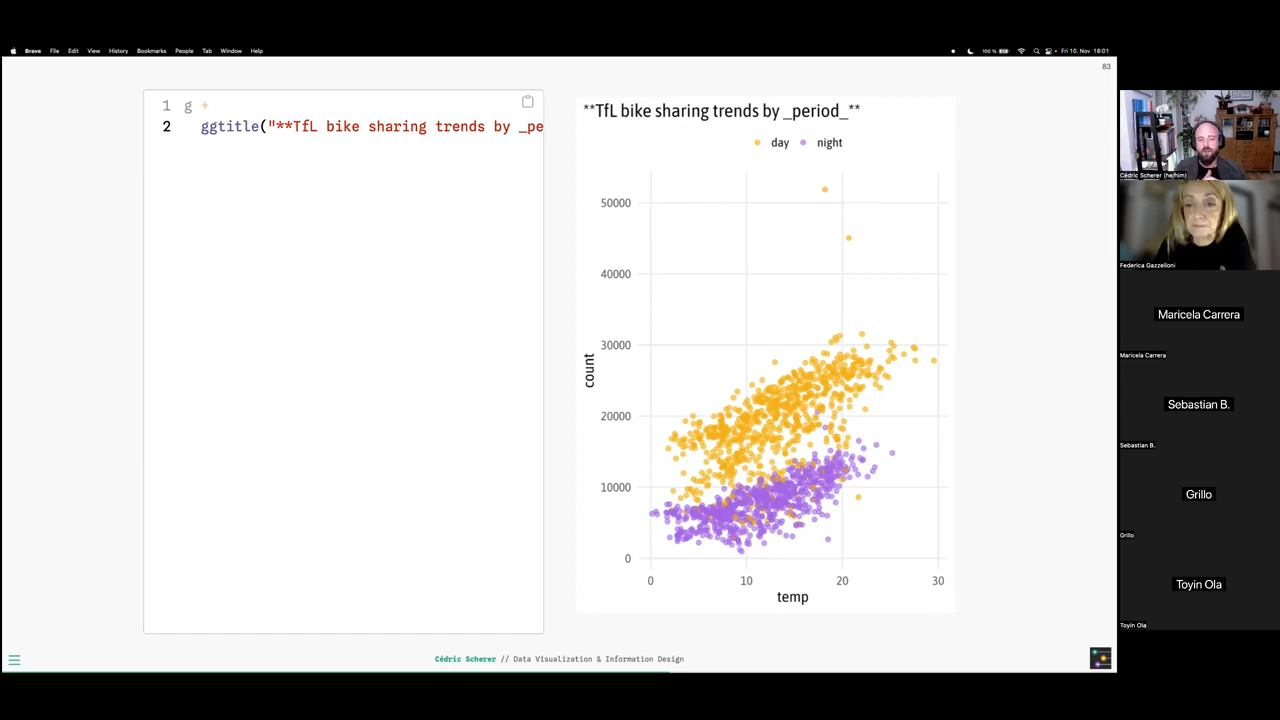 Brave File Edit View History Bookmarks People Tab Window Help
100 % Fri 10. Nov 18:01
83
1 g +
2 ggtitle("**TfL bike sharing trends by _pe
**TfL bike sharing trends by _period_**
day night
50000
40000
30000
20000
10000
0
count
0 10 20 30
temp
Cédric Scherer // Data Visualization & Information Design
Cédric Scherer (he/him)
Federica Gazzelloni
Maricela Carrera
Maricela Carrera
Sebastian B.
Sebastian B.
Grillo
Grillo
Toyin Ola
Toyin Ola